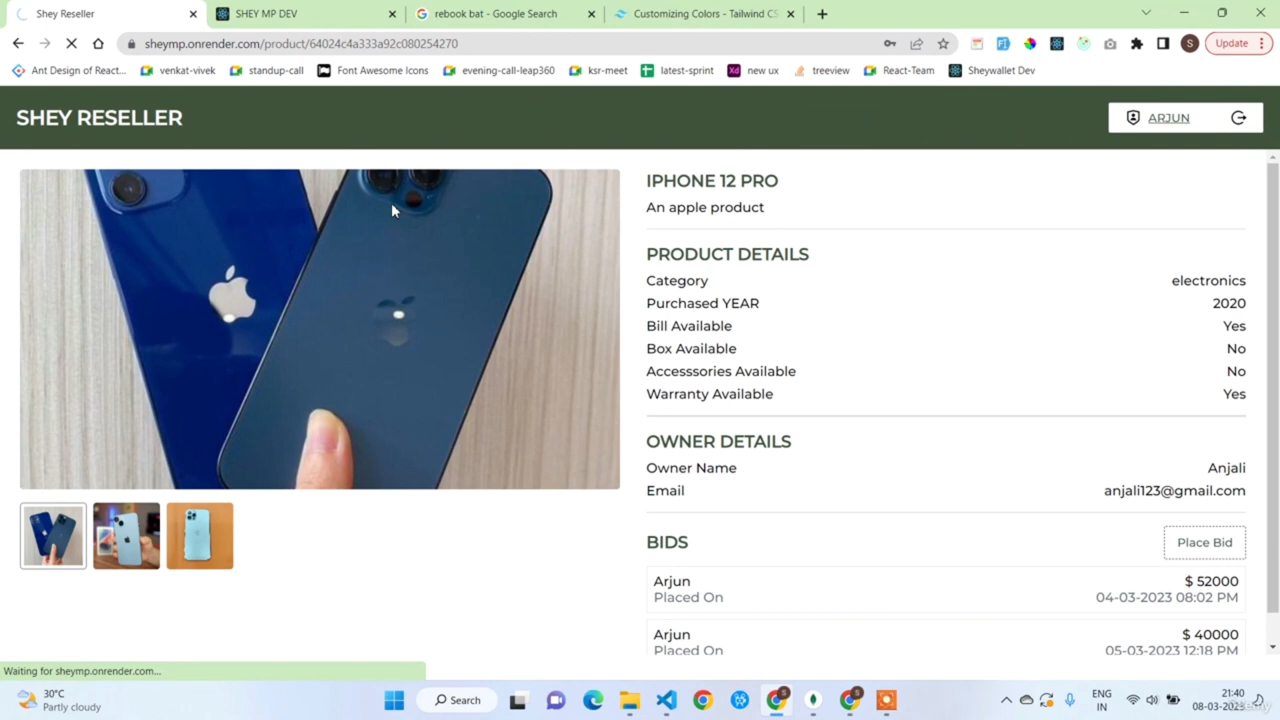 Shey Reseller
SHEY MP DEV
rebook bat - Google Search
Customizing Colors - Tailwind CS
sheymp.onrender.com/product/64024c4a333a92c080254270
S
Update
Ant Design of React...
venkat-vivek
standup-call
Font Awesome Icons
evening-call-leap360
ksr-meet
latest-sprint
Xd
new ux
treeview
React-Team
Sheywallet Dev
SHEY RESELLER
ARJUN
IPHONE 12 PRO
An apple product
PRODUCT DETAILS
Category electronics
Purchased YEAR 2020
Bill Available Yes
Box Available No
Accesssories Available No
Warranty Available Yes
OWNER DETAILS
Owner Name Anjali
Email anjali123@gmail.com
BIDS Place Bid
Arjun $ 52000
Placed On 04-03-2023 08:02 PM
Arjun $ 40000
Placed On 05-03-2023 12:18 PM
Waiting for sheymp.onrender.com...
30°C
Partly cloudy
Search
ENG
IN
21:40
08-03-2023